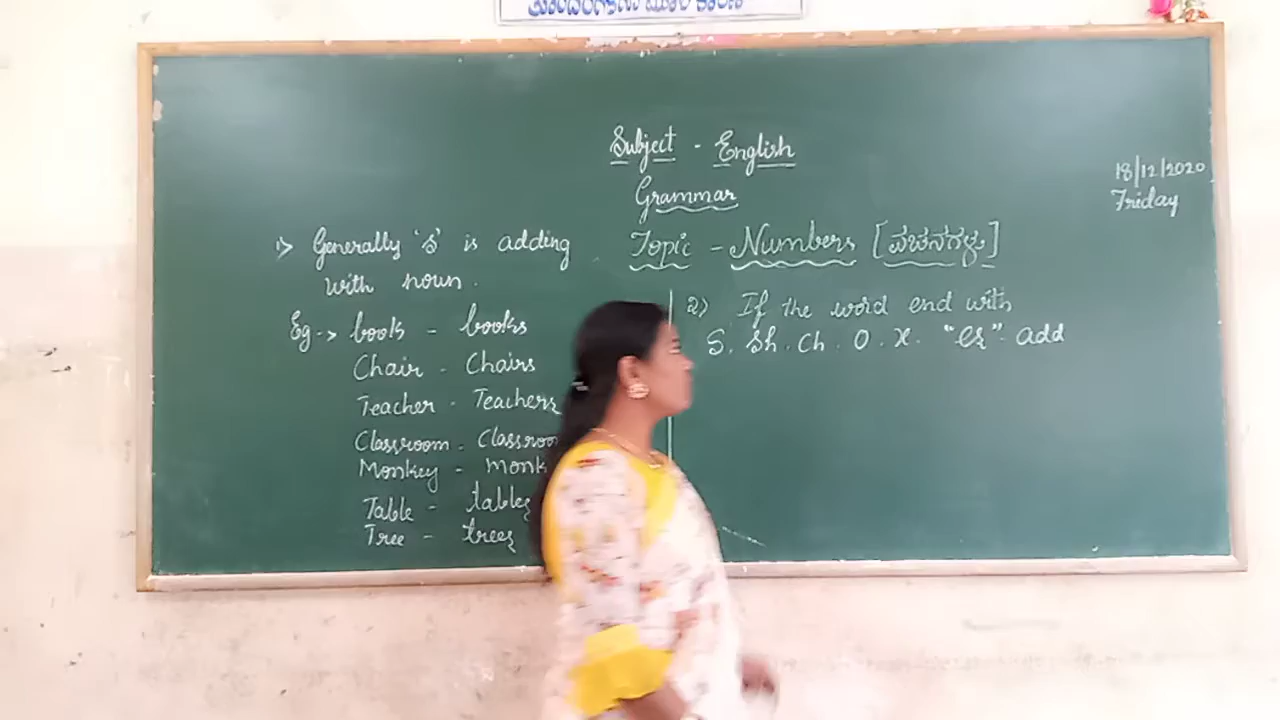 Subject - English
Grammar
18/12/2020
Friday
Topic - Numbers [ವಚನಗಳು]
1> Generally 's' is adding
with noun.
Eg -> book - books
Chair - Chairs
Teacher - Teachers
Classroom - Classroo
Monkey - monk
Table - tables
Tree - trees
2) If the word end with
S. Sh. Ch. O. X. "es". add